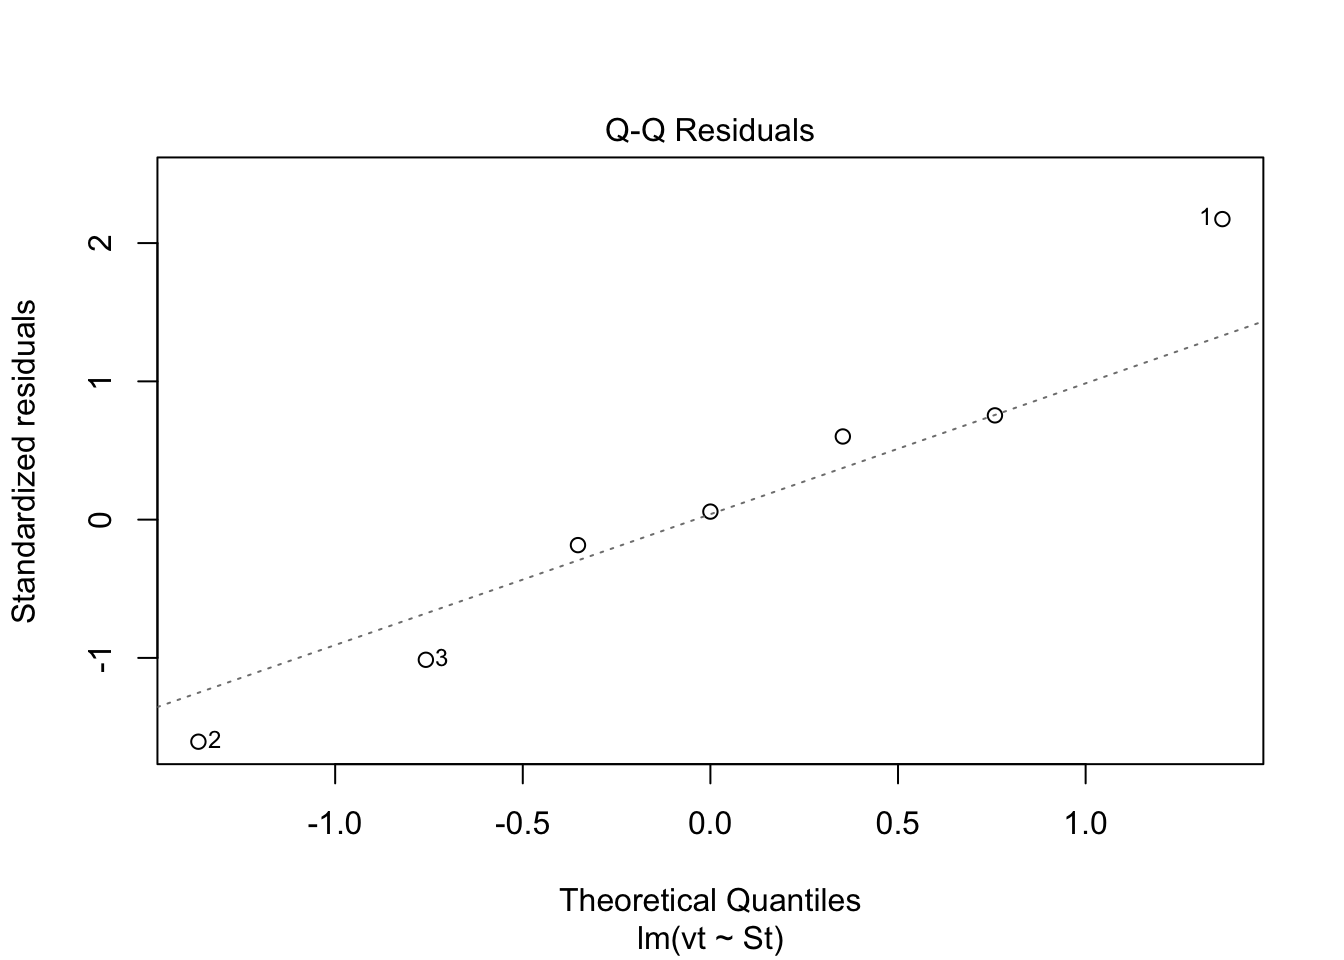 Q-Q Residuals
Standardized residuals
2
1
0
-1
1
3
2
-1.0 -0.5 0.0 0.5 1.0
Theoretical Quantiles
lm(vt ~ St)